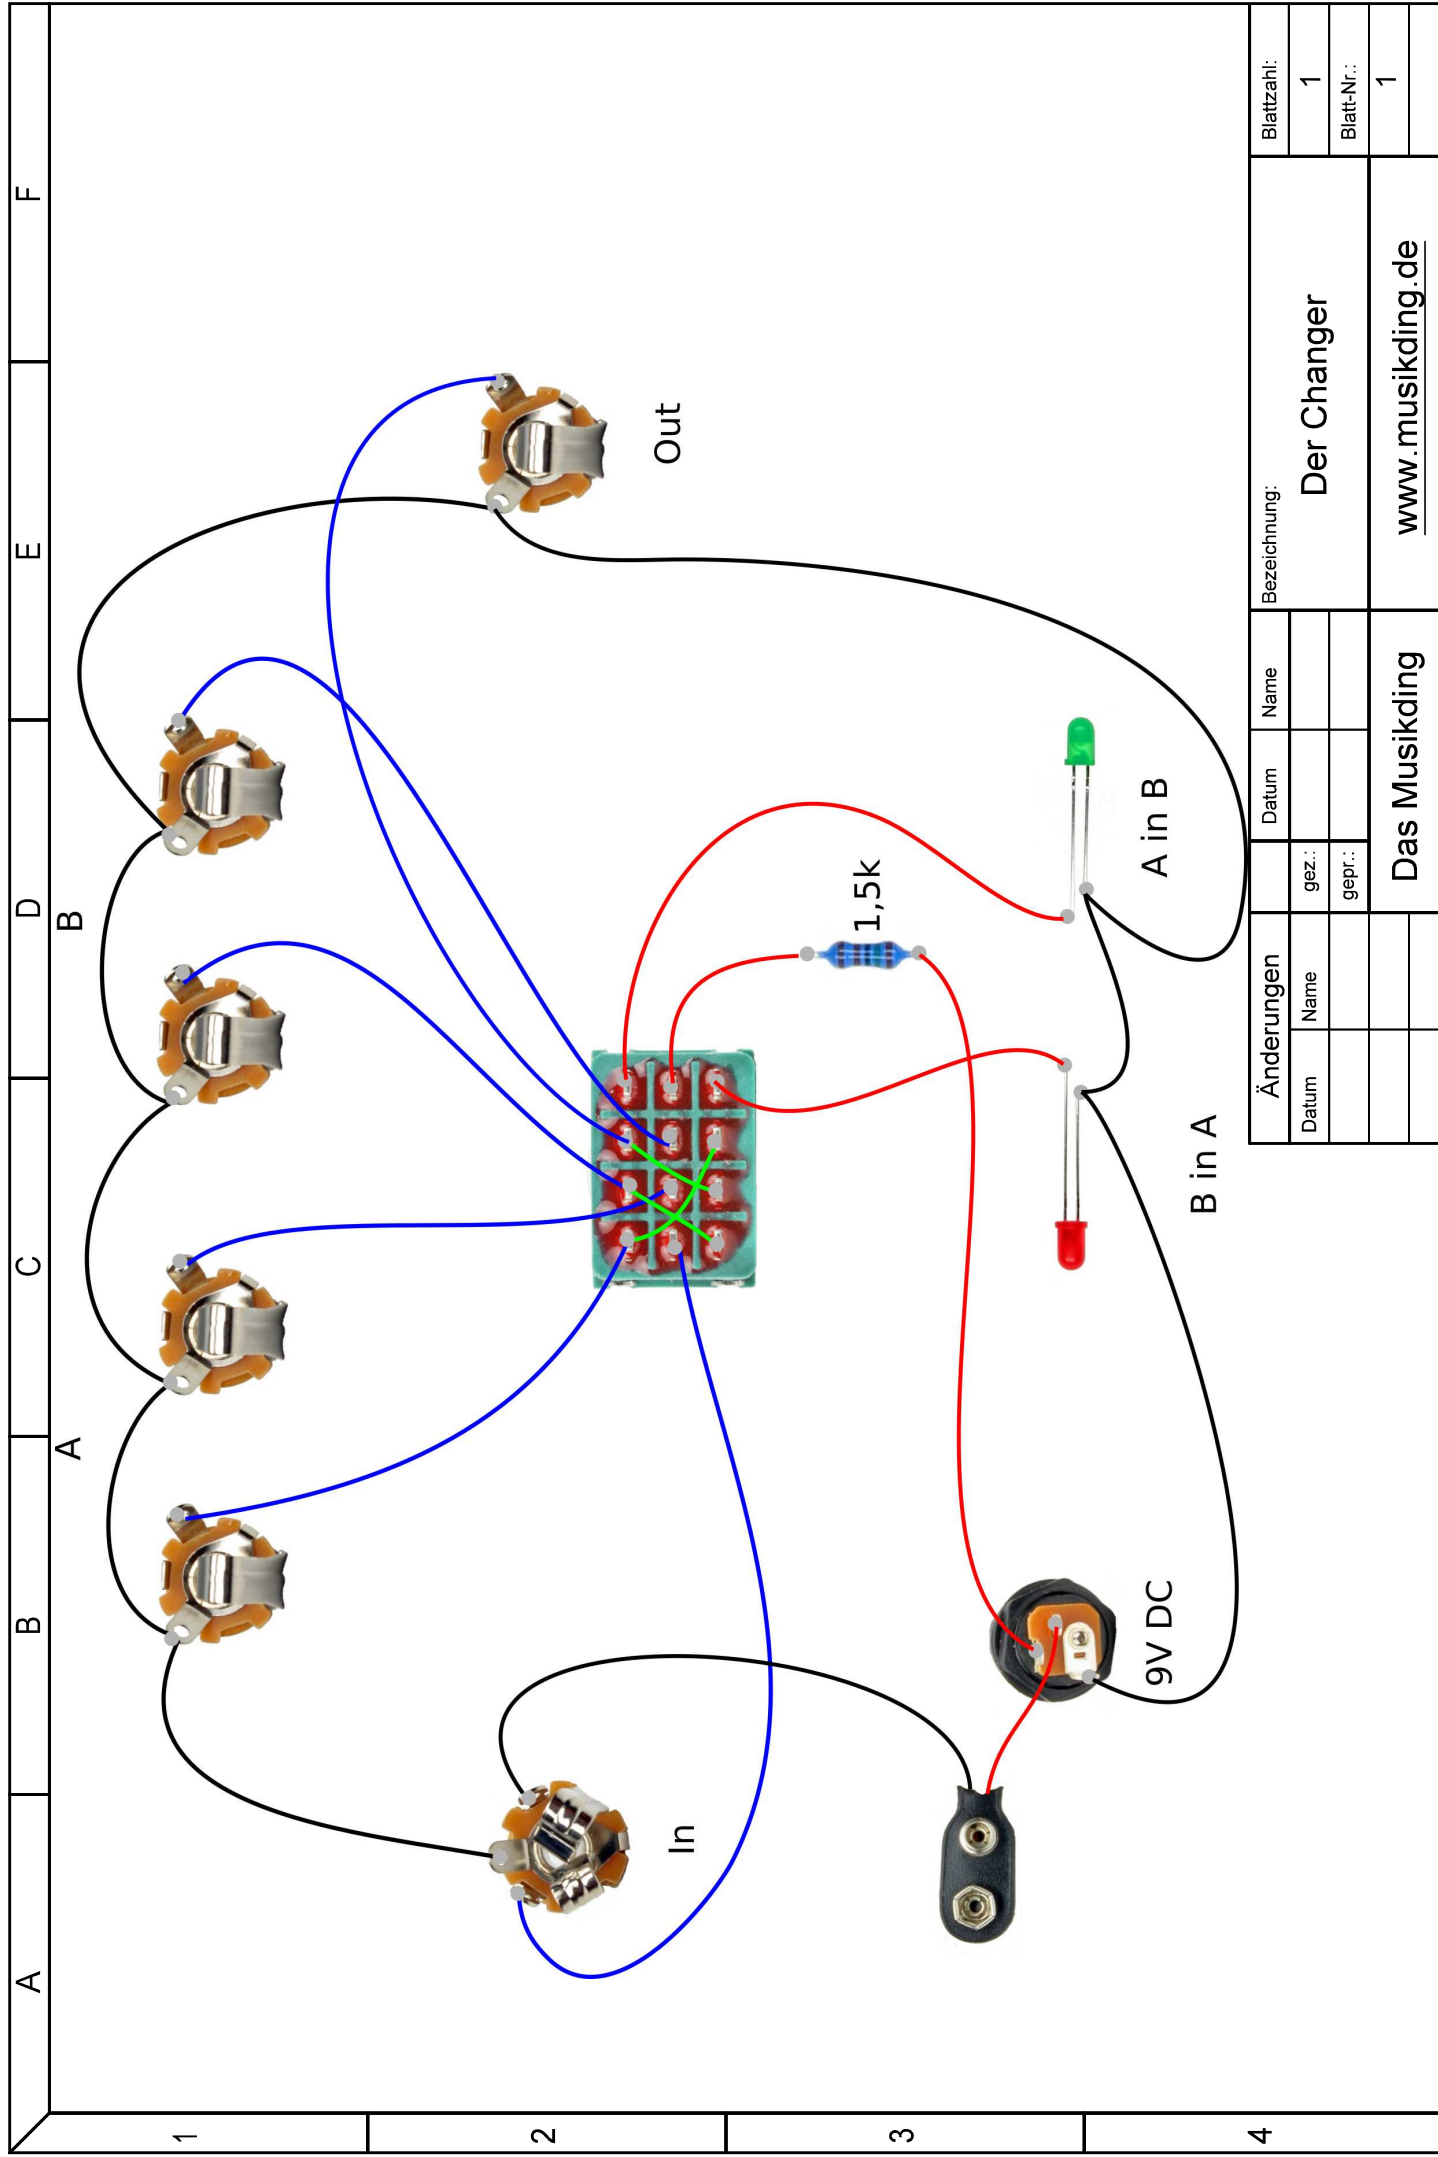 A
B
C
D
E
F
1
2
3
4
A
B
In
Out
1,5k
9V DC
B in A
A in B
Änderungen
Datum
Name
gez.:
gepr.:
Datum
Name
Bezeichnung:
Der Changer
Blattzahl:
1
Blatt-Nr.:
1
Das Musikding
www.musikding.de